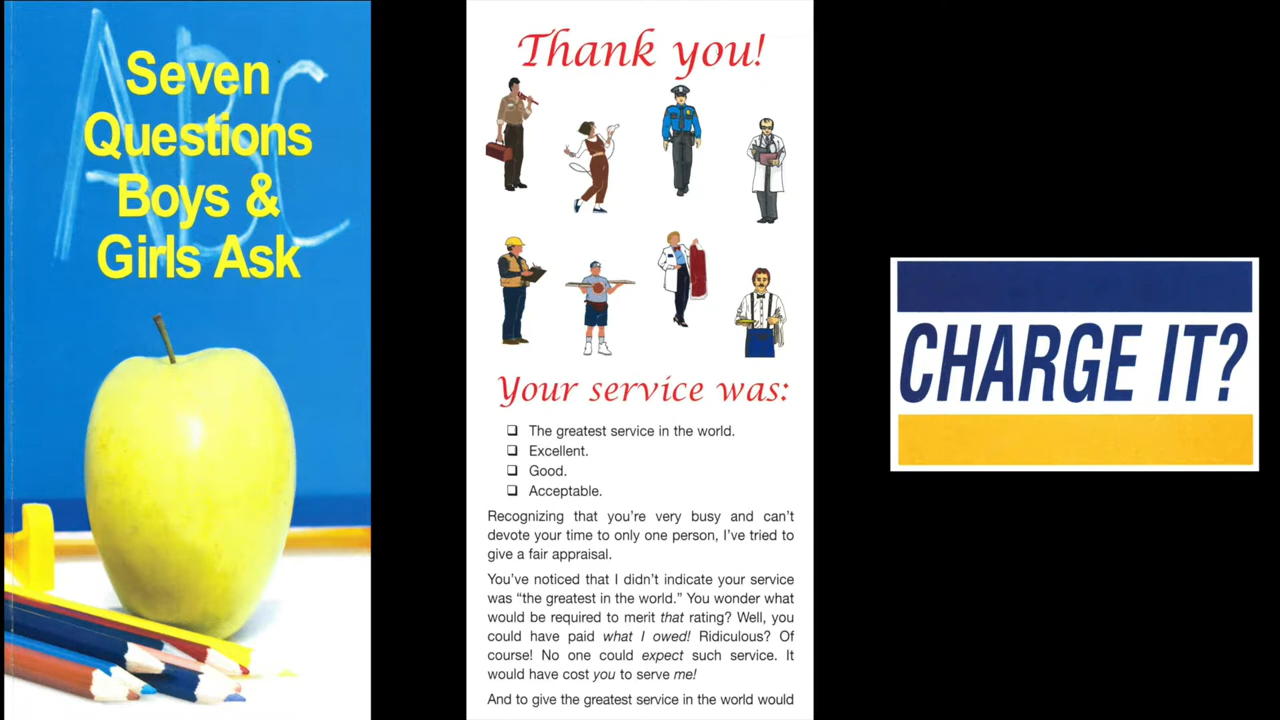 Seven
Questions
Boys &
Girls Ask
ABC
Thank you!
Your service was:
❑ The greatest service in the world.
❑ Excellent.
❑ Good.
❑ Acceptable.
Recognizing that you're very busy and can't
devote your time to only one person, I've tried to
give a fair appraisal.
You've noticed that I didn't indicate your service
was “the greatest in the world.” You wonder what
would be required to merit that rating? Well, you
could have paid what I owed! Ridiculous? Of
course! No one could expect such service. It
would have cost you to serve me!
And to give the greatest service in the world would
CHARGE IT?